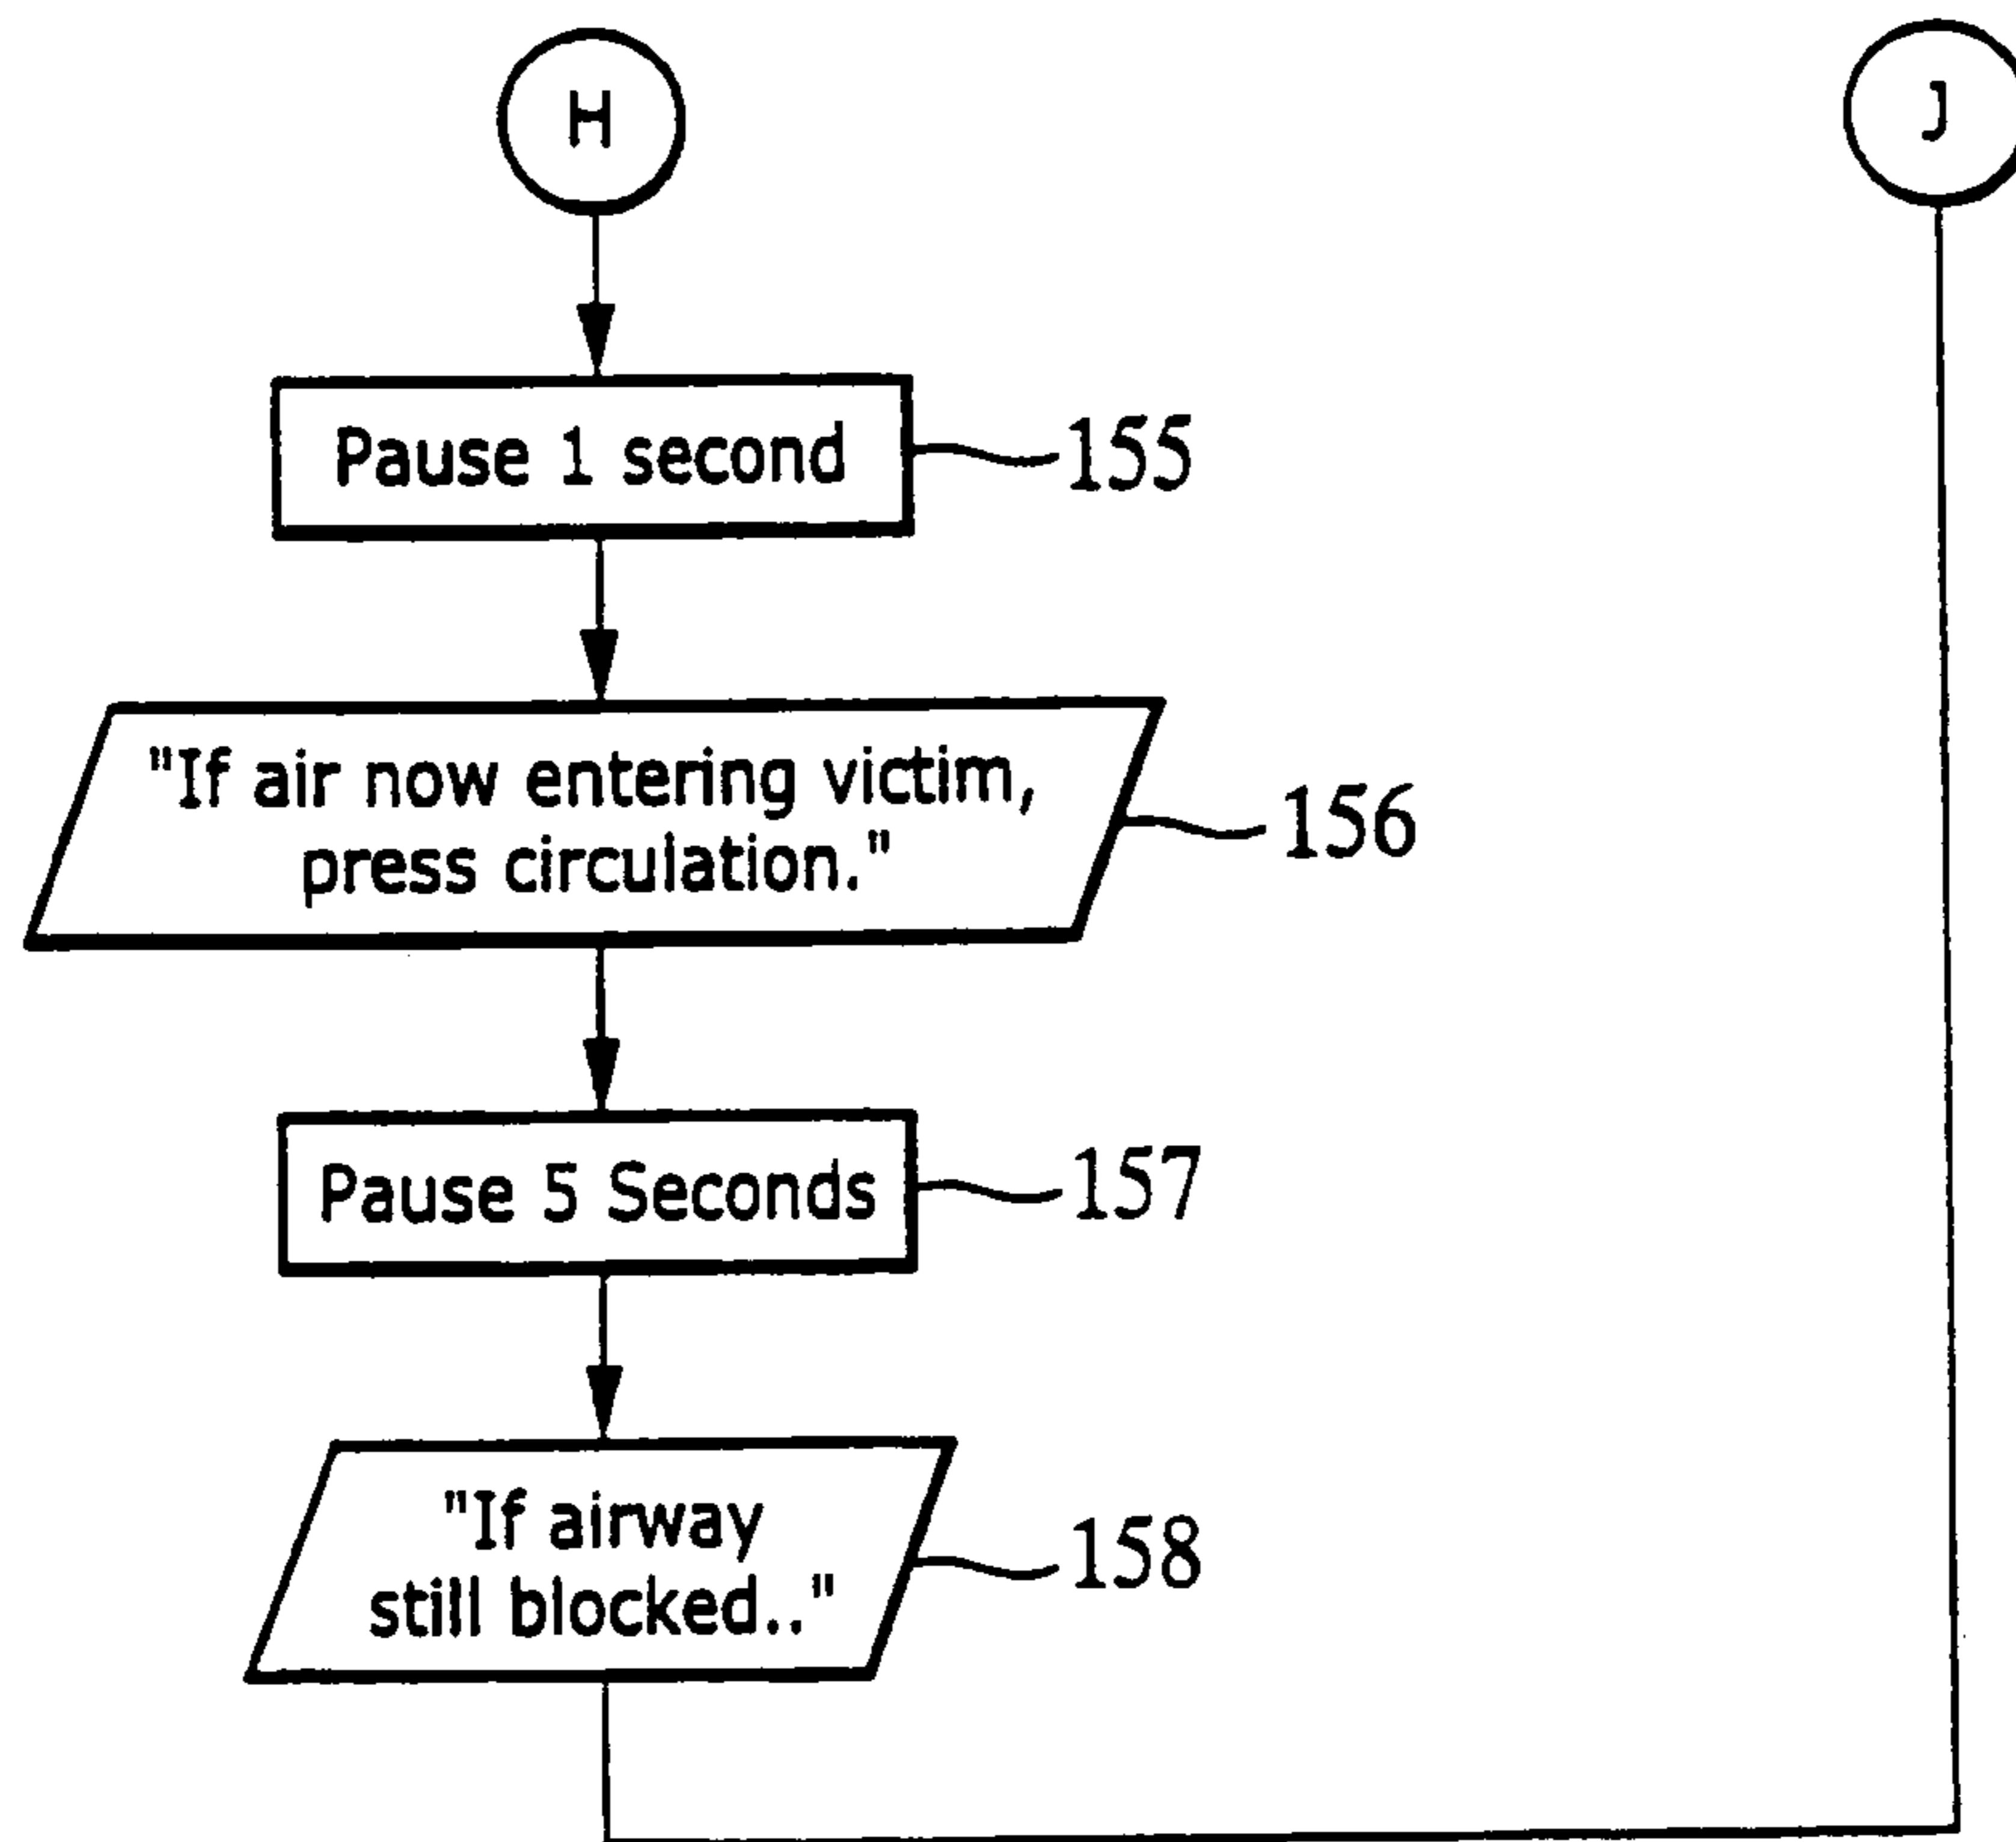 H
J
Pause 1 second
155
"If air now entering victim,
press circulation."
156
Pause 5 Seconds
157
"If airway
still blocked.."
158